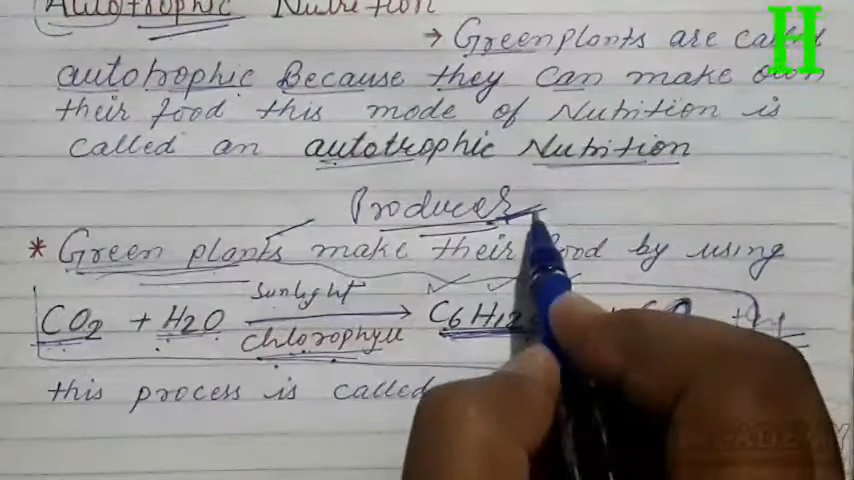 Autotrophic Nutrition
H
→ Green plants are called
autotrophic Because they can make own
their food this mode of Nutrition is
called an autotrophic Nutrition
Producer
* Green plants make their food by using
CO2 + H2O Sunlight chlorophyll → C6H12
this process is called